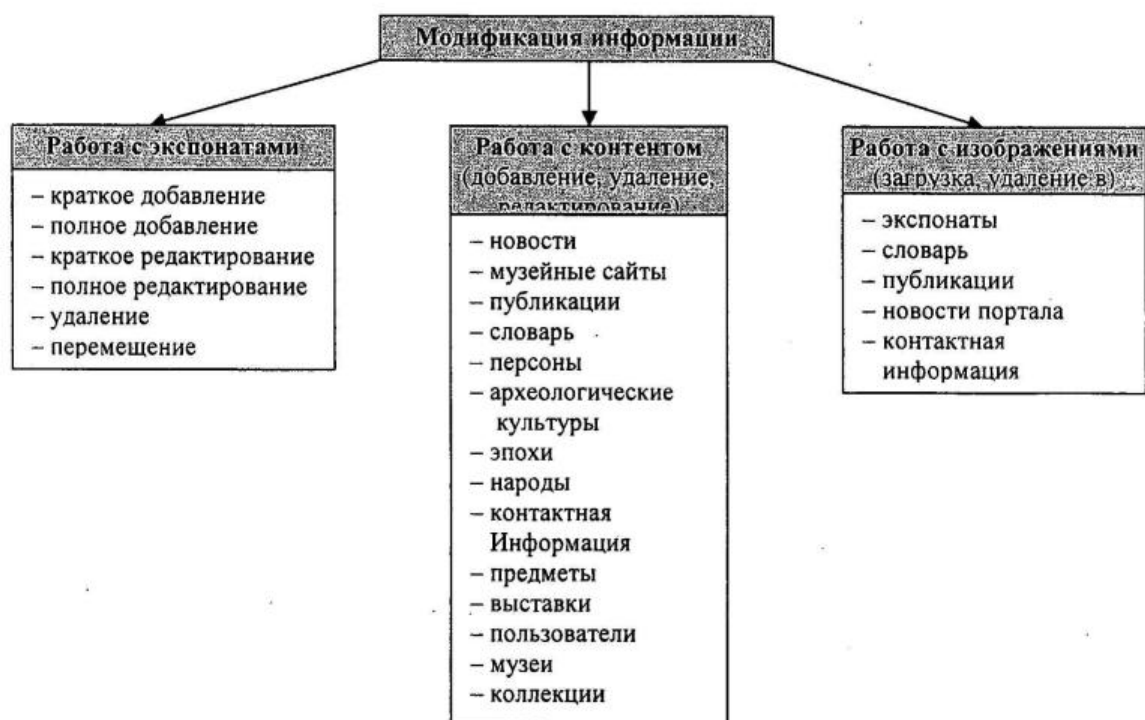 Модификация информации
Работа с экспонатами
– краткое добавление
– полное добавление
– краткое редактирование
– полное редактирование
– удаление
– перемещение
Работа с контентом
(добавление, удаление,
редактирование)
– новости
– музейные сайты
– публикации
– словарь
– персоны
– археологические
культуры
– эпохи
– народы
– контактная
Информация
– предметы
– выставки
– пользователи
– музеи
– коллекции
Работа с изображениями
(загрузка, удаление в)
– экспонаты
– словарь
– публикации
– новости портала
– контактная
информация